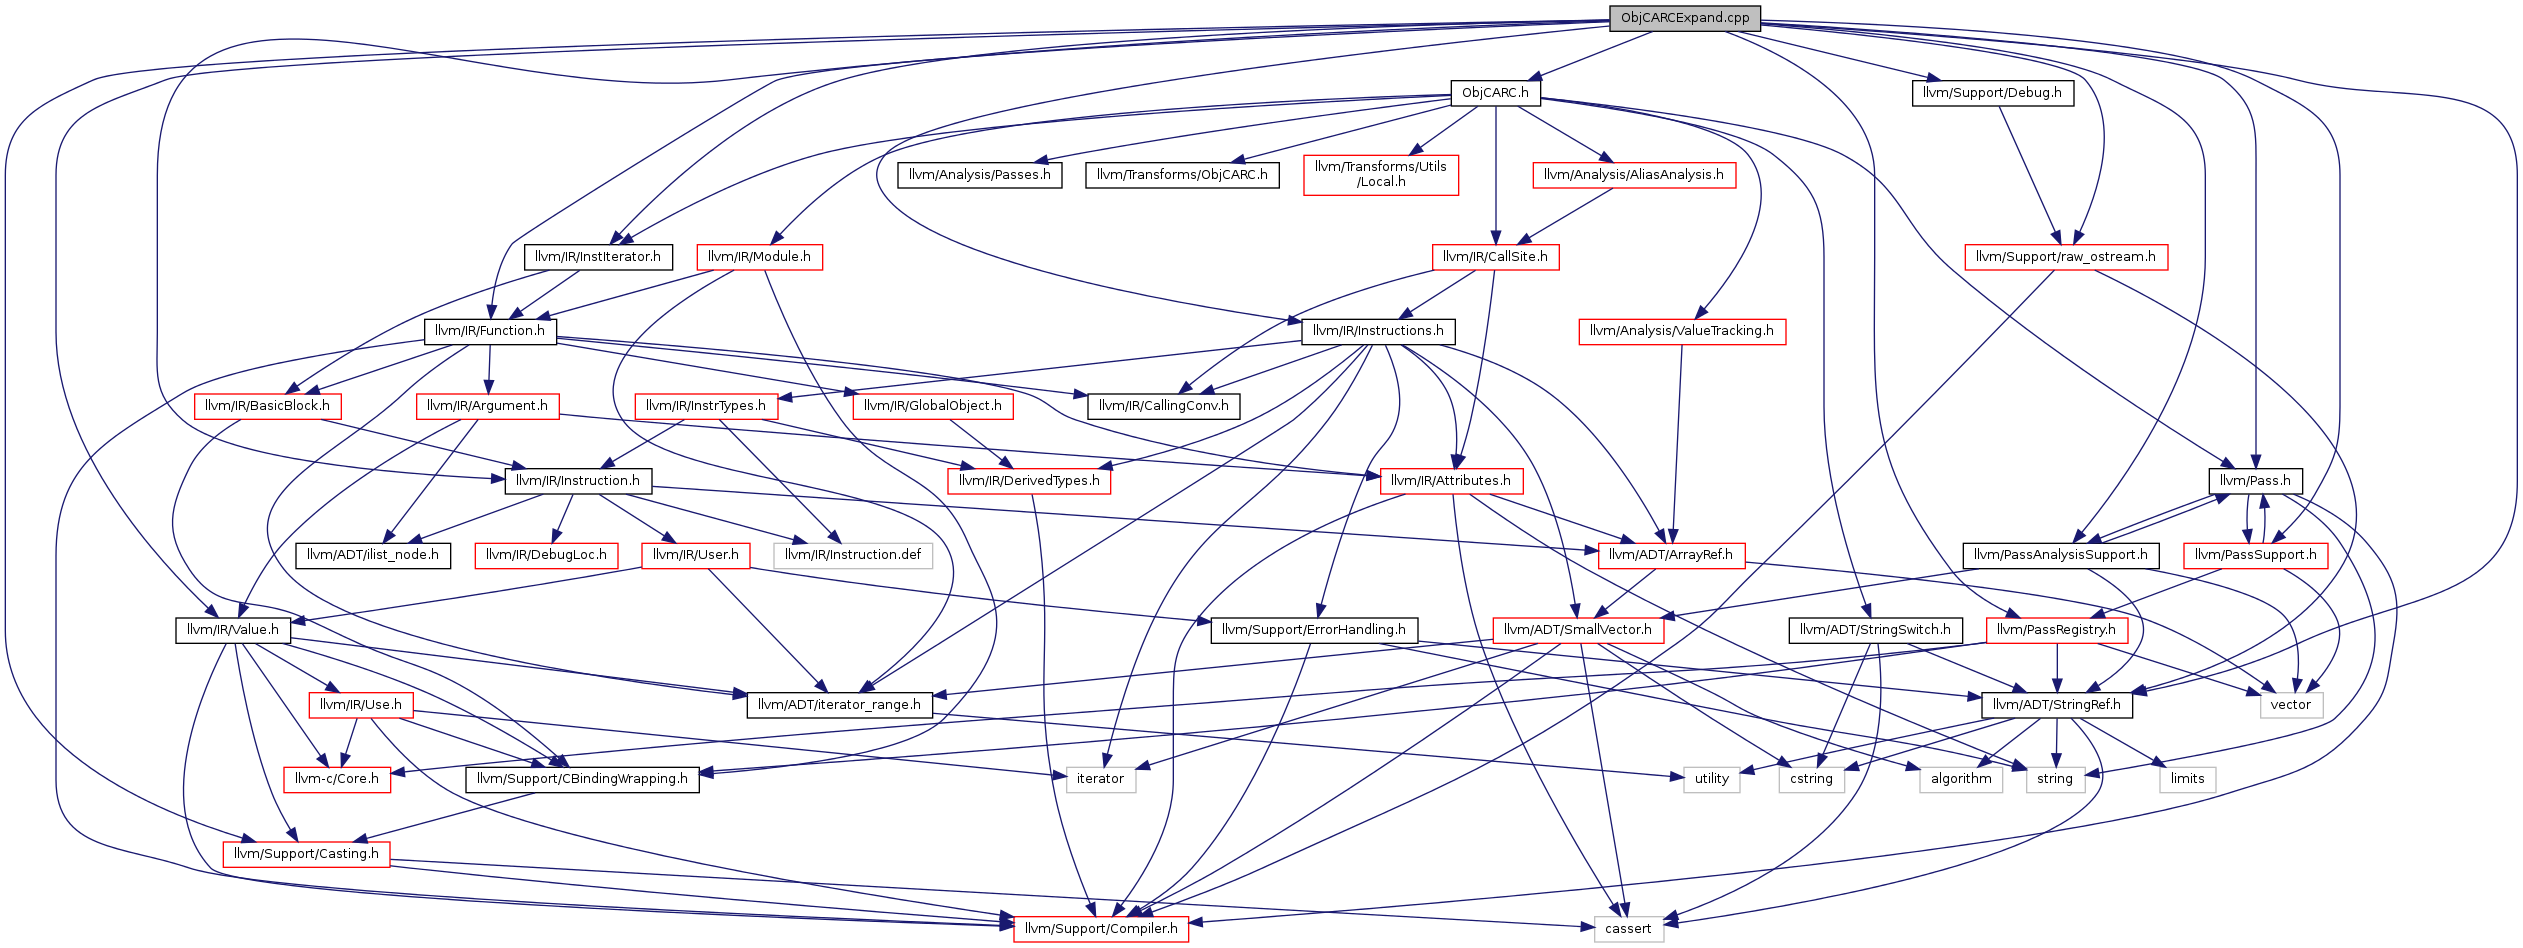 ObjCARCExpand.cpp
ObjCARC.h
llvm/Support/Debug.h
llvm/Analysis/Passes.h
llvm/Transforms/ObjCARC.h
llvm/Transforms/Utils
/Local.h
llvm/Analysis/AliasAnalysis.h
llvm/IR/InstIterator.h
llvm/IR/Module.h
llvm/IR/CallSite.h
llvm/Support/raw_ostream.h
llvm/IR/Function.h
llvm/IR/Instructions.h
llvm/Analysis/ValueTracking.h
llvm/IR/BasicBlock.h
llvm/IR/Argument.h
llvm/IR/InstrTypes.h
llvm/IR/GlobalObject.h
llvm/IR/CallingConv.h
llvm/IR/Instruction.h
llvm/IR/DerivedTypes.h
llvm/IR/Attributes.h
llvm/Pass.h
llvm/ADT/ilist_node.h
llvm/IR/DebugLoc.h
llvm/IR/User.h
llvm/IR/Instruction.def
llvm/ADT/ArrayRef.h
llvm/PassAnalysisSupport.h
llvm/PassSupport.h
llvm/IR/Value.h
llvm/Support/ErrorHandling.h
llvm/ADT/SmallVector.h
llvm/ADT/StringSwitch.h
llvm/PassRegistry.h
llvm/IR/Use.h
llvm/ADT/iterator_range.h
llvm/ADT/StringRef.h
vector
llvm-c/Core.h
llvm/Support/CBindingWrapping.h
iterator
utility
cstring
algorithm
string
limits
llvm/Support/Casting.h
llvm/Support/Compiler.h
cassert